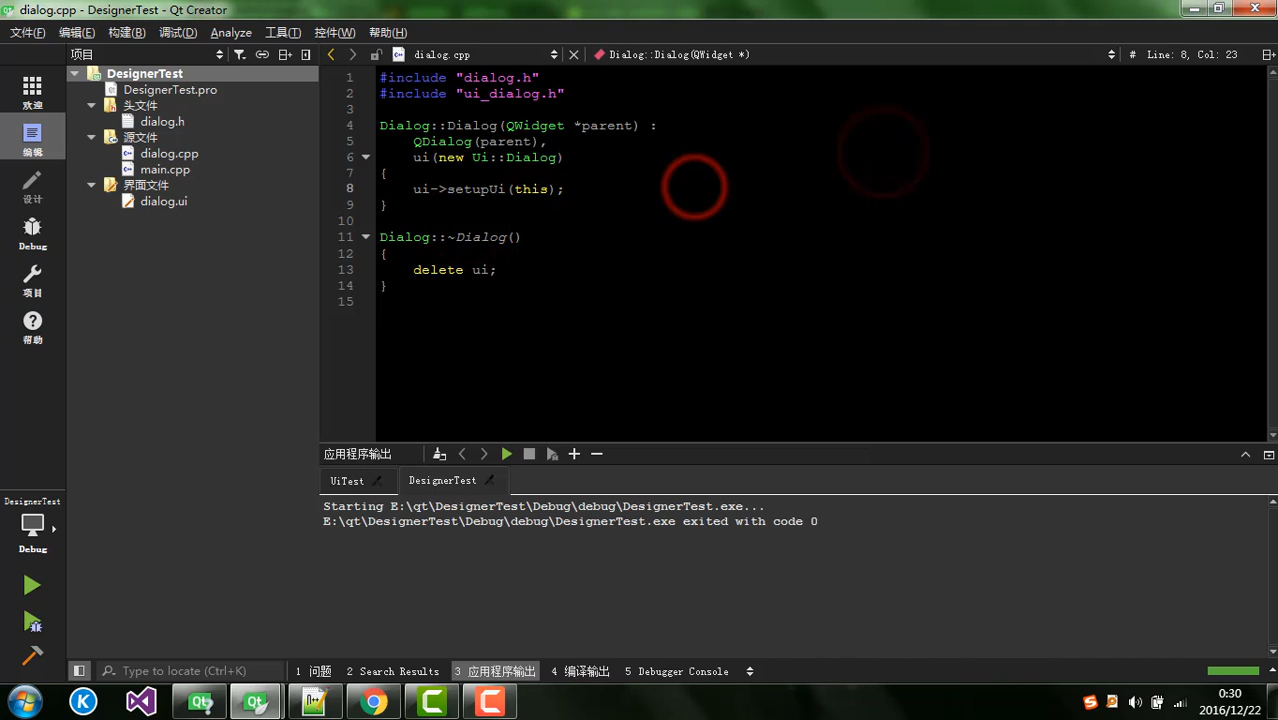 dialog.cpp - DesignerTest - Qt Creator
文件(F) 编辑(E) 构建(B) 调试(D) Analyze 工具(T) 控件(W) 帮助(H)
项目 dialog.cpp Dialog::Dialog(QWidget *) # Line: 8, Col: 23
DesignerTest
DesignerTest.pro
头文件
dialog.h
源文件
dialog.cpp
main.cpp
界面文件
dialog.ui
欢迎
编辑
设计
Debug
项目
帮助
DesignerTest
Debug
1 #include "dialog.h"
2 #include "ui_dialog.h"
3
4 Dialog::Dialog(QWidget *parent) :
5 QDialog(parent),
6 ui(new Ui::Dialog)
7 {
8 ui->setupUi(this);
9 }
10
11 Dialog::~Dialog()
12 {
13 delete ui;
14 }
15
应用程序输出
UiTest DesignerTest
Starting E:\qt\DesignerTest\Debug\debug\DesignerTest.exe...
E:\qt\DesignerTest\Debug\debug\DesignerTest.exe exited with code 0
Type to locate (Ctrl+K) 1 问题 2 Search Results 3 应用程序输出 4 编译输出 5 Debugger Console
0:30
2016/12/22